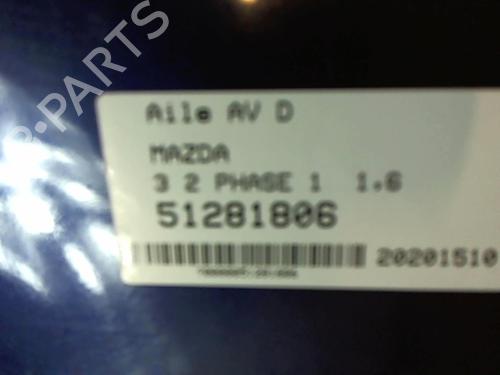 B-PARTS
Aile AV D
MAZDA
3 2 PHASE 1 1.6
51281806
20201510